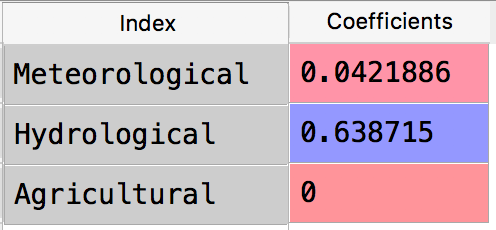 Index Coefficients
Meteorological 0.0421886
Hydrological 0.638715
Agricultural 0